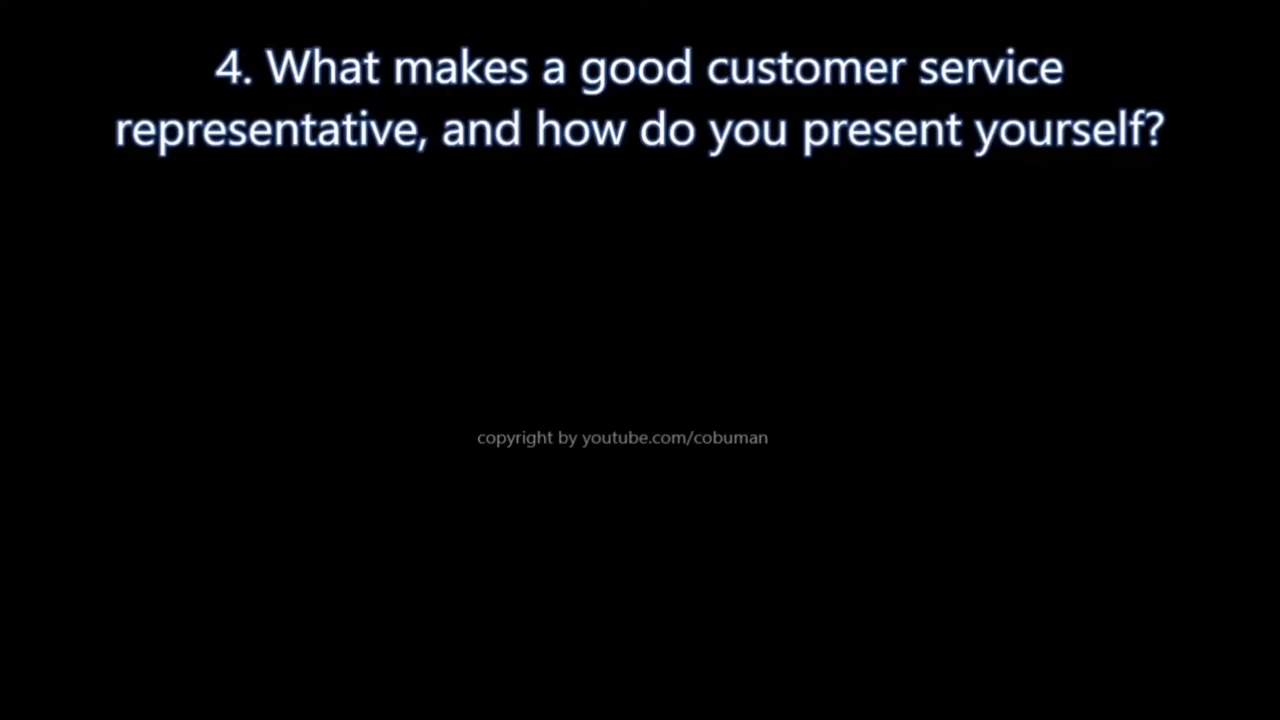 4. What makes a good customer service
representative, and how do you present yourself?
copyright by youtube.com/cobuman